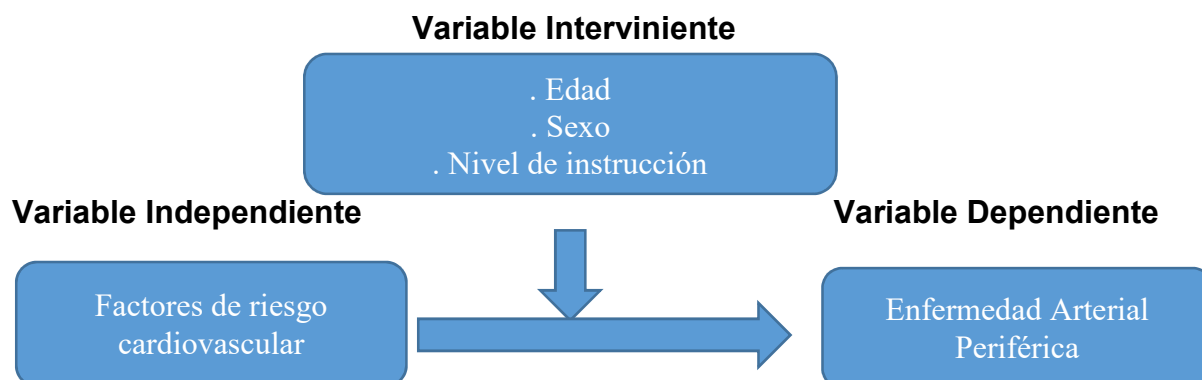 Variable Interviniente
. Edad
. Sexo
. Nivel de instrucción
Variable Independiente
Variable Dependiente
Factores de riesgo
cardiovascular
Enfermedad Arterial
Periférica